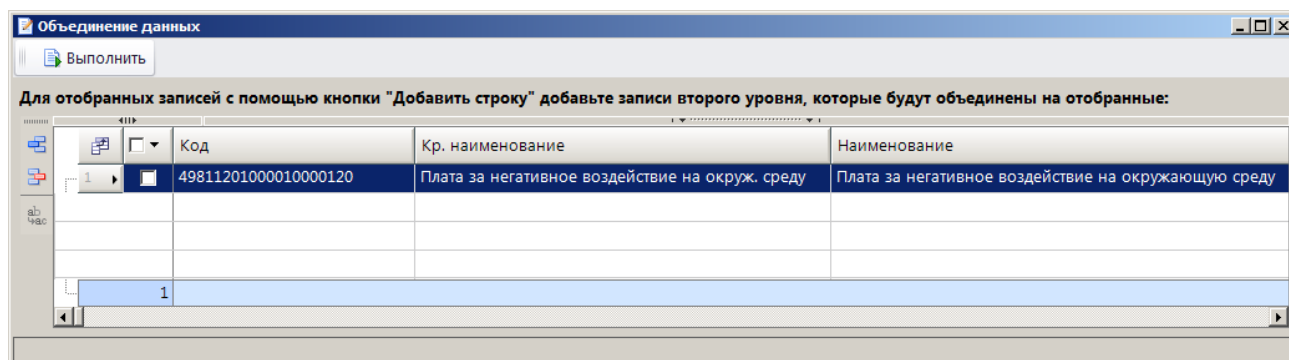 Объединение данных
Выполнить
Для отобранных записей с помощью кнопки "Добавить строку" добавьте записи второго уровня, которые будут объединены на отобранные:
Код Кр. наименование Наименование
1 49811201000010000120 Плата за негативное воздействие на окруж. среду Плата за негативное воздействие на окружающую среду
ab
ac
1